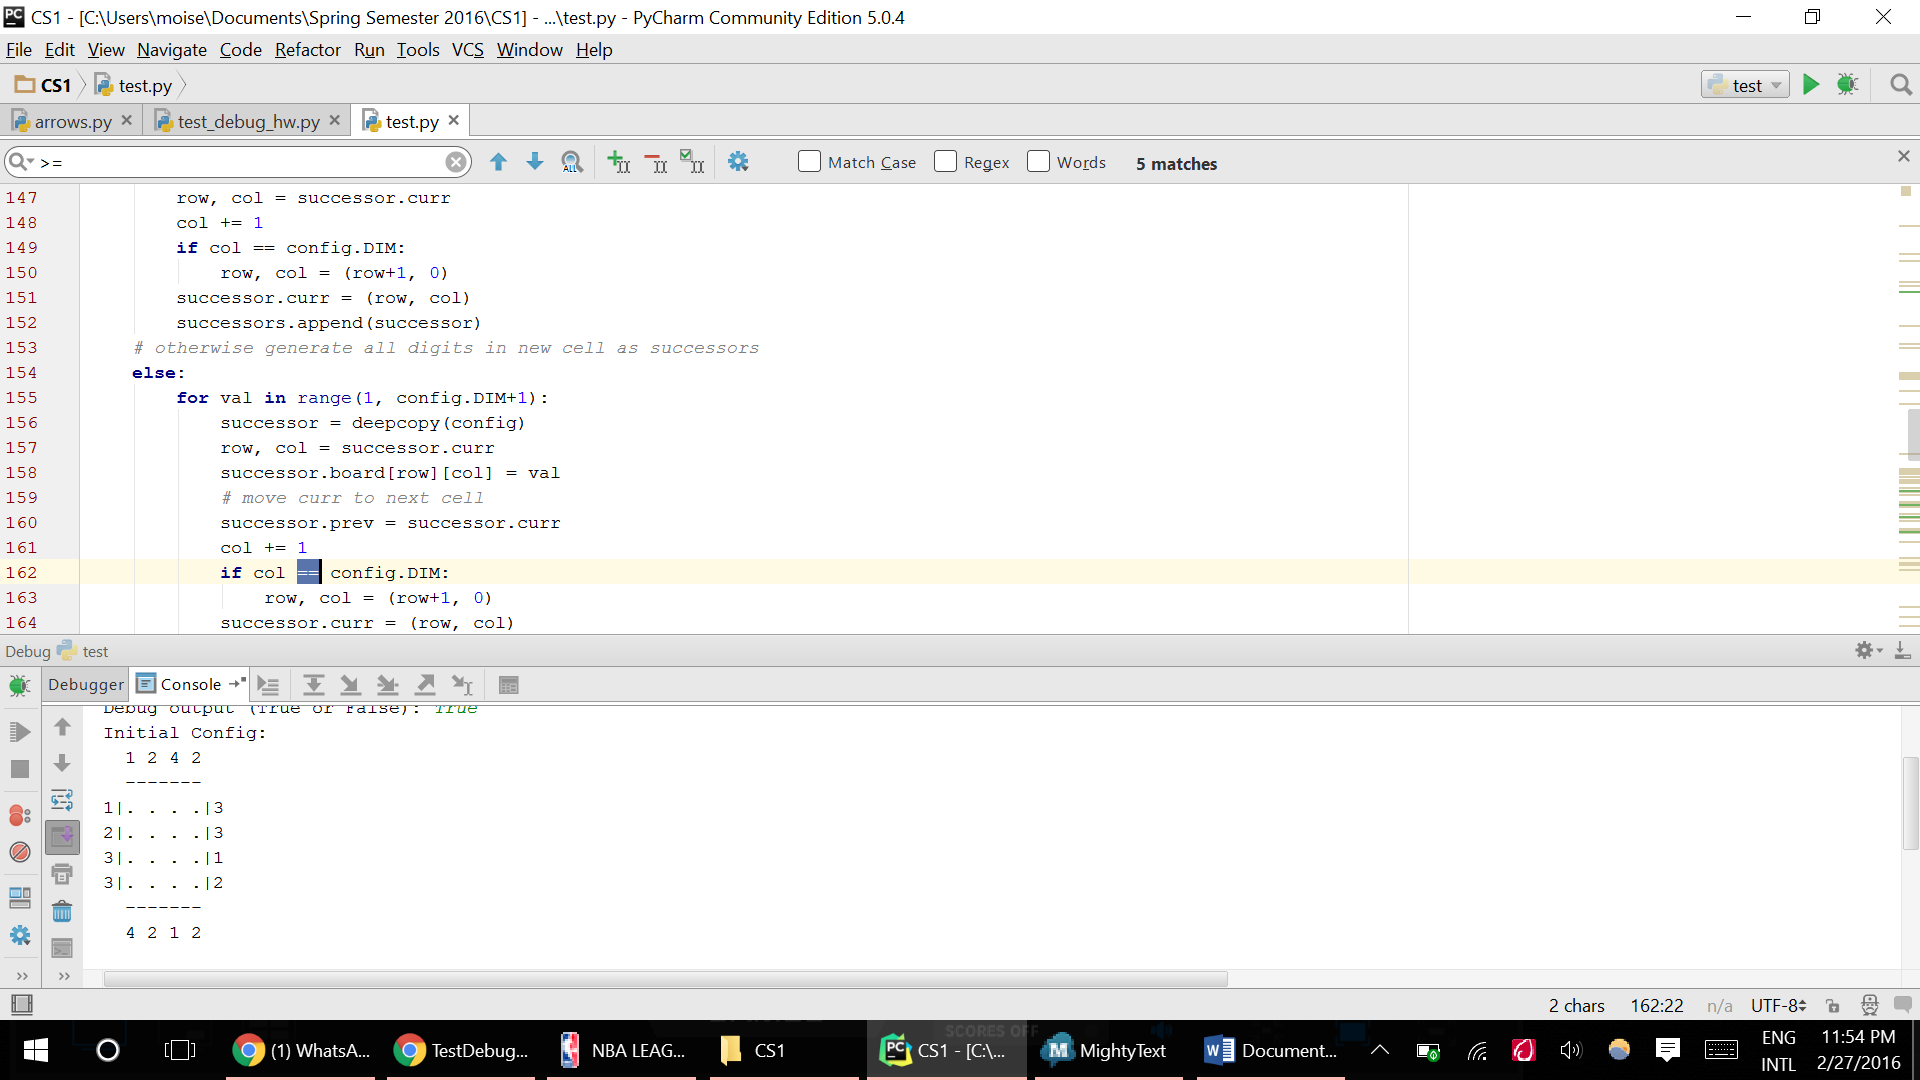 CS1 - [C:\Users\moise\Documents\Spring Semester 2016\CS1] - ...\test.py - PyCharm Community Edition 5.0.4
File Edit View Navigate Code Refactor Run Tools VCS Window Help
CS1 test.py test
arrows.py test_debug_hw.py test.py
>= ALL Match Case Regex Words 5 matches
147 row, col = successor.curr
148 col += 1
149 if col == config.DIM:
150 row, col = (row+1, 0)
151 successor.curr = (row, col)
152 successors.append(successor)
153 # otherwise generate all digits in new cell as successors
154 else:
155 for val in range(1, config.DIM+1):
156 successor = deepcopy(config)
157 row, col = successor.curr
158 successor.board[row][col] = val
159 # move curr to next cell
160 successor.prev = successor.curr
161 col += 1
162 if col == config.DIM:
163 row, col = (row+1, 0)
164 successor.curr = (row, col)
Debug test
Debugger Console
Debug output (True or False): True
Initial Config:
1 2 4 2
-------
1|. . . .|3
2|. . . .|3
3|. . . .|1
3|. . . .|2
-------
4 2 1 2
2 chars 162:22 n/a UTF-8
SCORES OFF
(1) WhatsA... TestDebug... NBA LEAG... CS1 CS1 - [C:\... MightyText Document... ENG 11:54 PM
INTL 2/27/2016